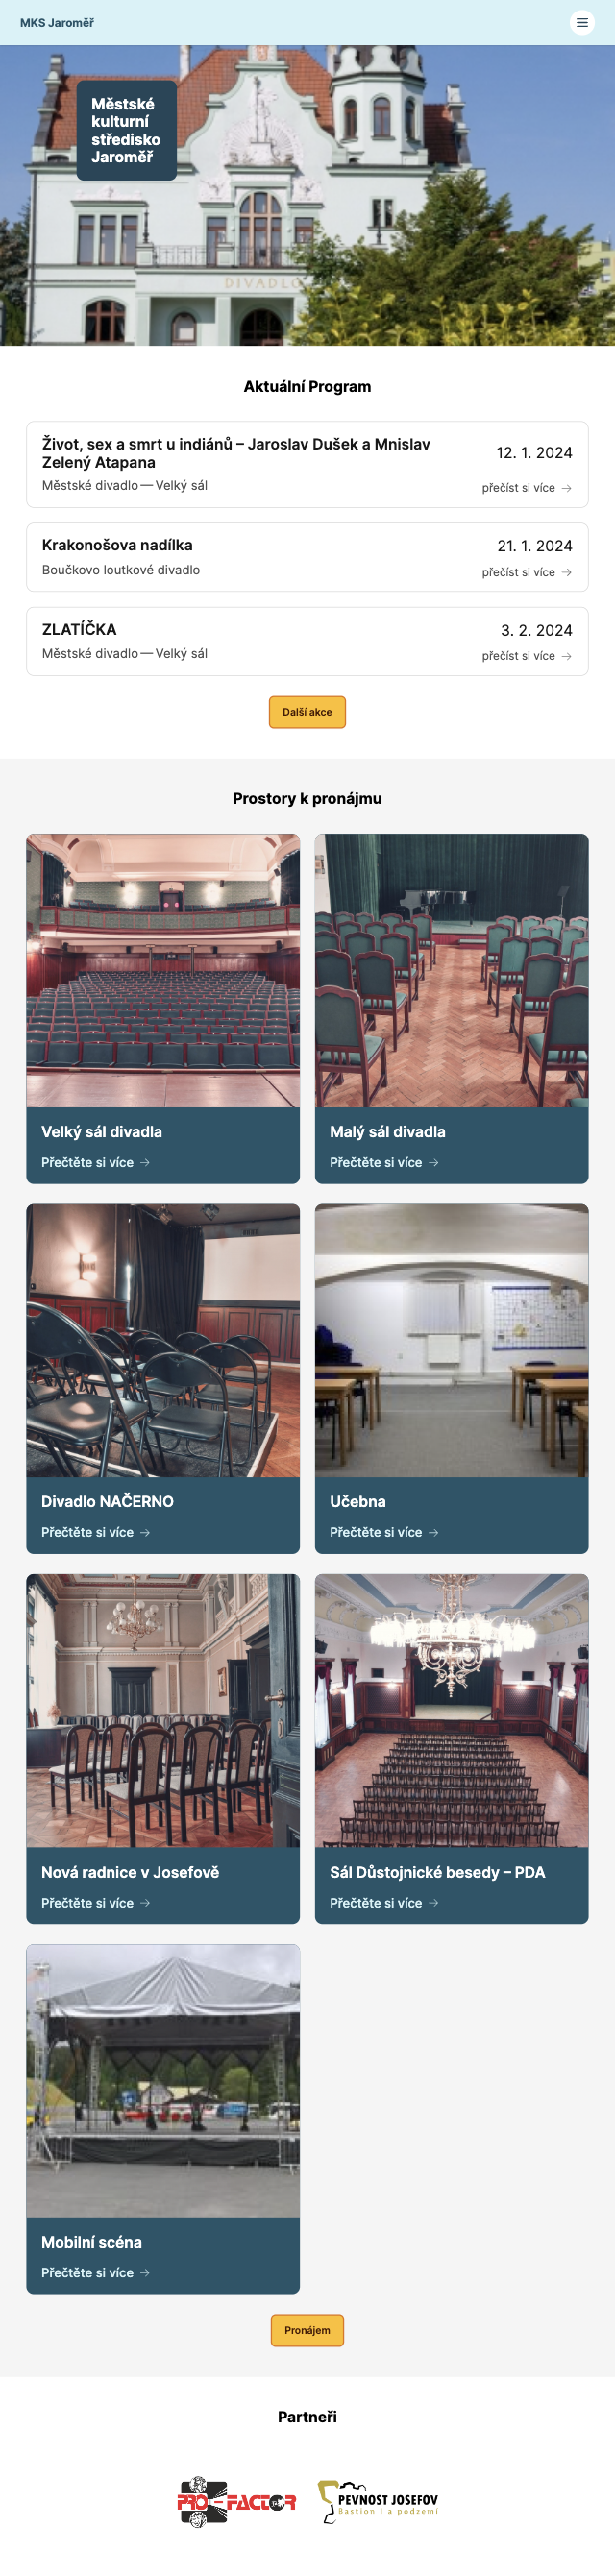 MKS Jaroměř
Městské
kulturní
středisko
Jaroměř
DIVADLO
Aktuální Program
Život, sex a smrt u indiánů – Jaroslav Dušek a Mnislav
Zelený Atapana
12. 1. 2024
Městské divadlo — Velký sál
přečíst si více →
Krakonošova nadílka
21. 1. 2024
Boučkovo loutkové divadlo
přečíst si více →
ZLATÍČKA
3. 2. 2024
Městské divadlo — Velký sál
přečíst si více →
Další akce
Prostory k pronájmu
Velký sál divadla
Přečtěte si více →
Malý sál divadla
Přečtěte si více →
Divadlo NAČERNO
Přečtěte si více →
Učebna
Přečtěte si více →
Nová radnice v Josefově
Přečtěte si více →
Sál Důstojnické besedy – PDA
Přečtěte si více →
Mobilní scéna
Přečtěte si více →
Pronájem
Partneři
PRO-FACTOR
PEVNOST JOSEFOV
Bastion I a podzemí